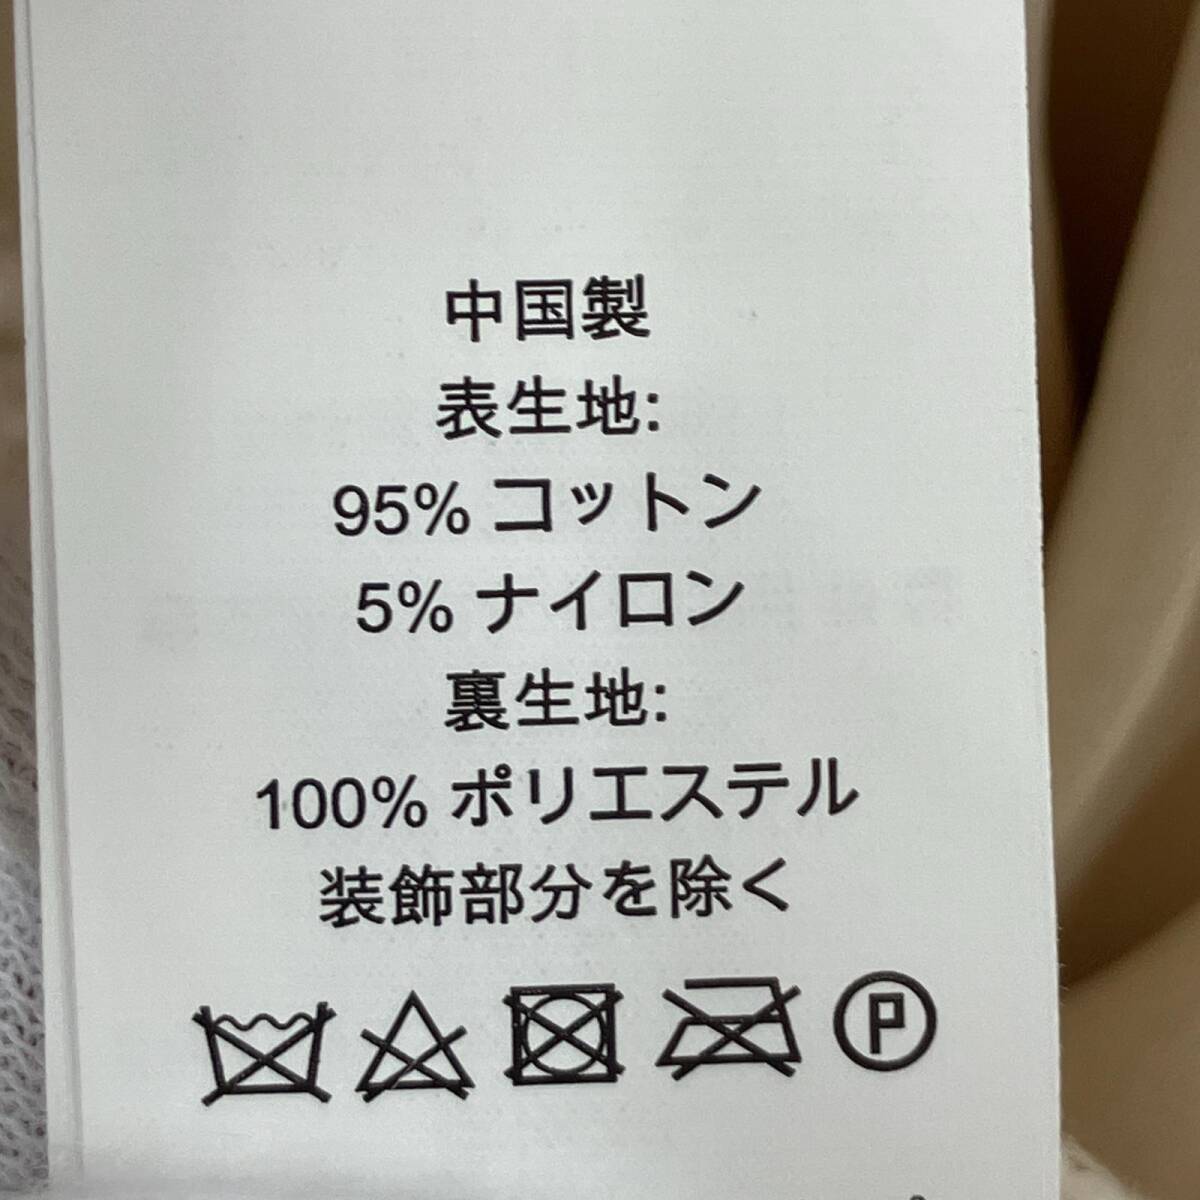 中国製
表生地:
95% コットン
5% ナイロン
裏生地:
100% ポリエステル
装飾部分を除く
P